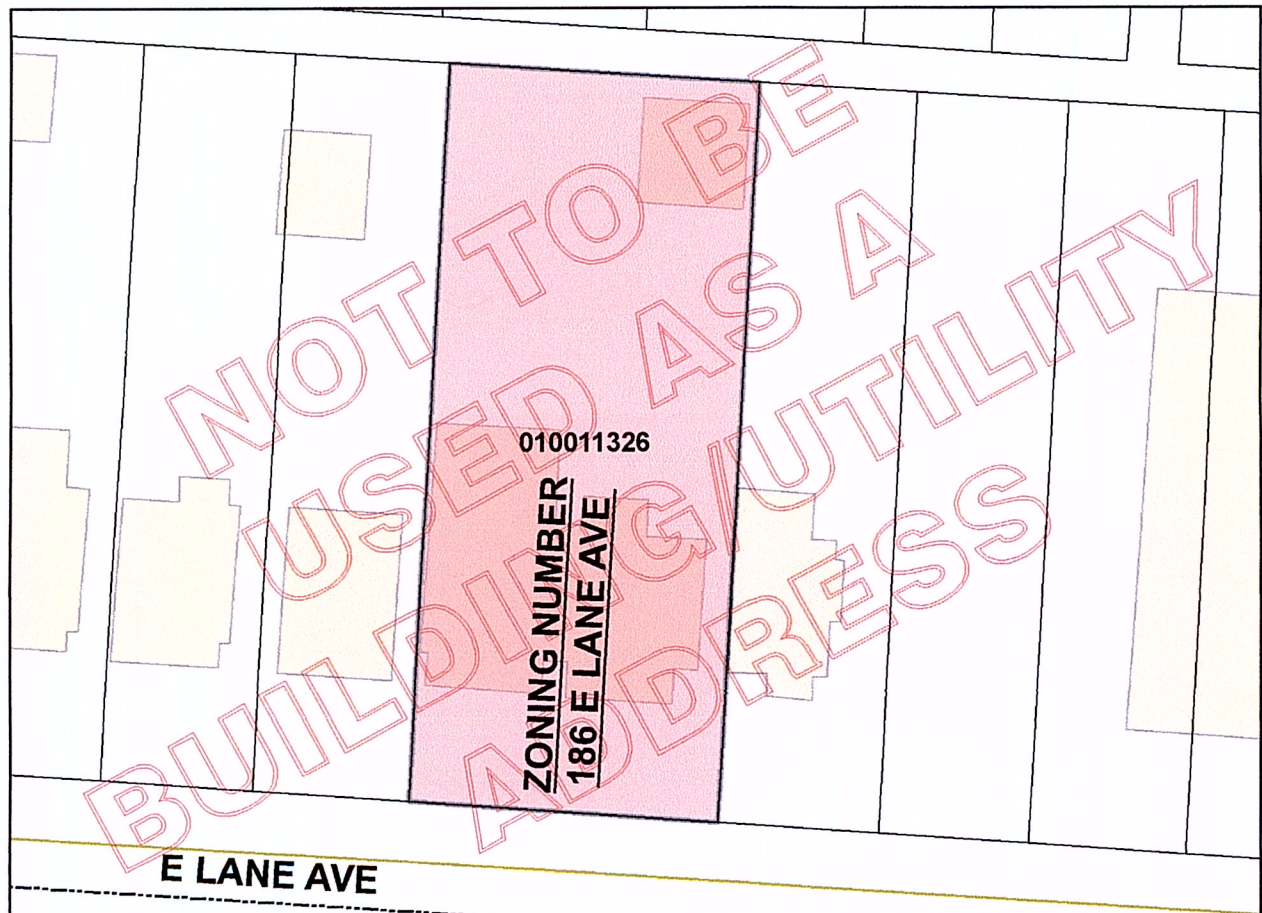 NOT TO BE
USED AS A
BUILDING/UTILITY
ADDRESS
010011326
ZONING NUMBER
186 E LANE AVE
E LANE AVE